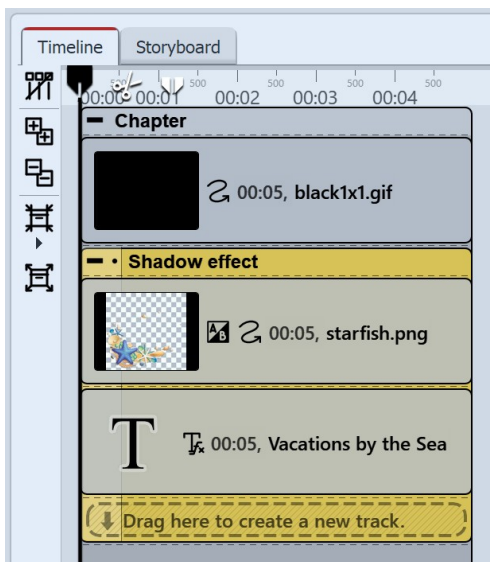 Timeline Storyboard
500 500 500 500 500
00:00 00:01 00:02 00:03 00:04
Chapter
00:05, black1x1.gif
Shadow effect
A B 00:05, starfish.png
T Tfx 00:05, Vacations by the Sea
Drag here to create a new track.